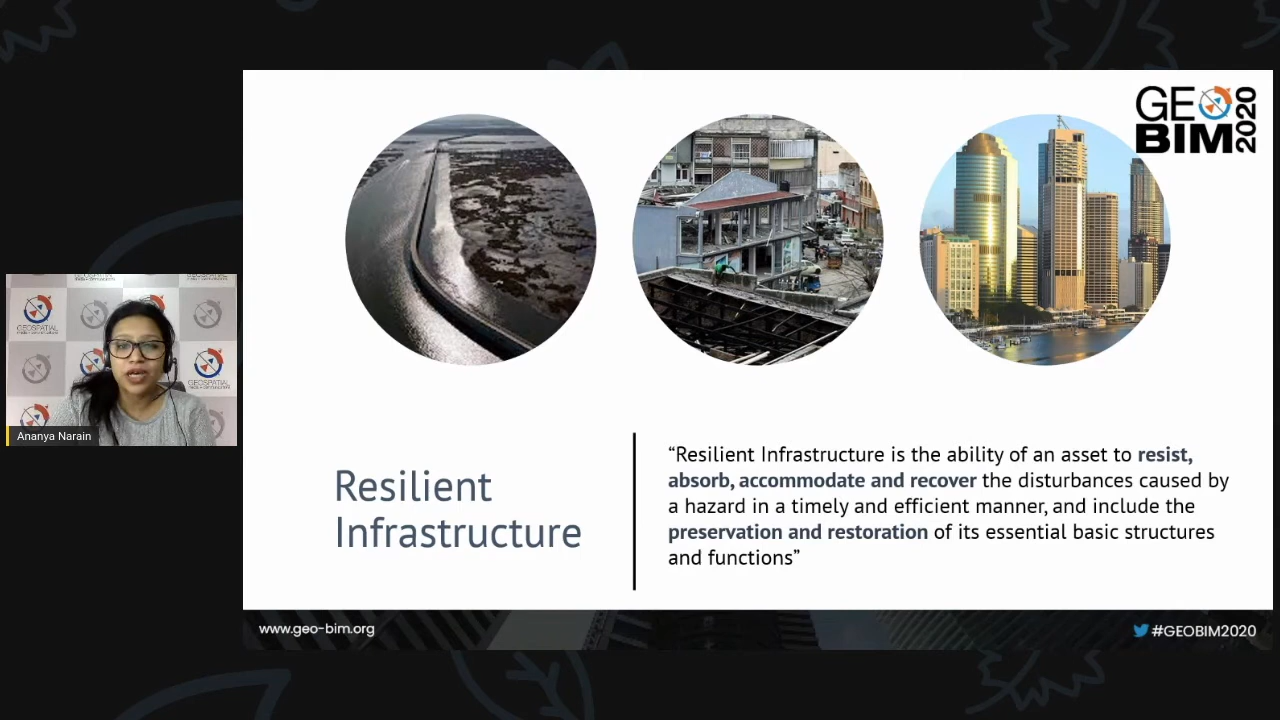 GEO
BIM 2020
GEOSPATIAL
GEOSPATIAL
Ananya Narain
Resilient
Infrastructure
“Resilient Infrastructure is the ability of an asset to resist,
absorb, accommodate and recover the disturbances caused by
a hazard in a timely and efficient manner, and include the
preservation and restoration of its essential basic structures
and functions”
www.geo-bim.org
#GEOBIM2020